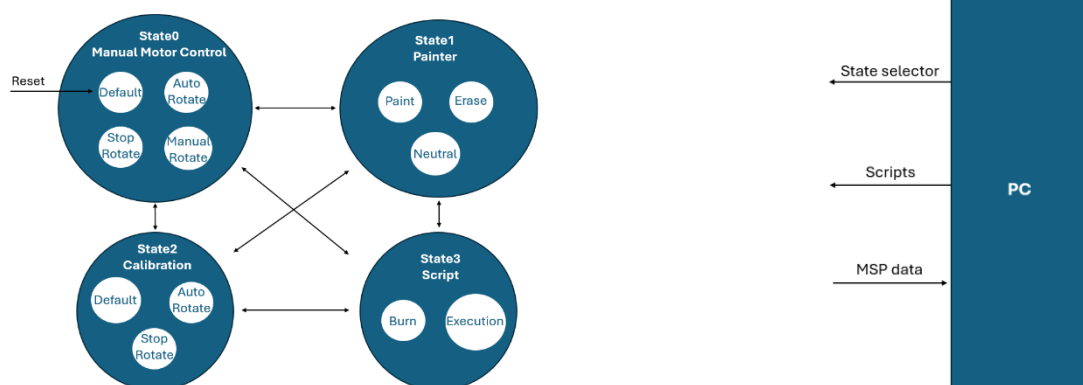 State0
Manual Motor Control
Reset
Default
Auto
Rotate
Stop
Rotate
Manual
Rotate
State1
Painter
Paint
Erase
Neutral
State2
Calibration
Default
Auto
Rotate
Stop
Rotate
State3
Script
Burn
Execution
State selector
Scripts
MSP data
PC